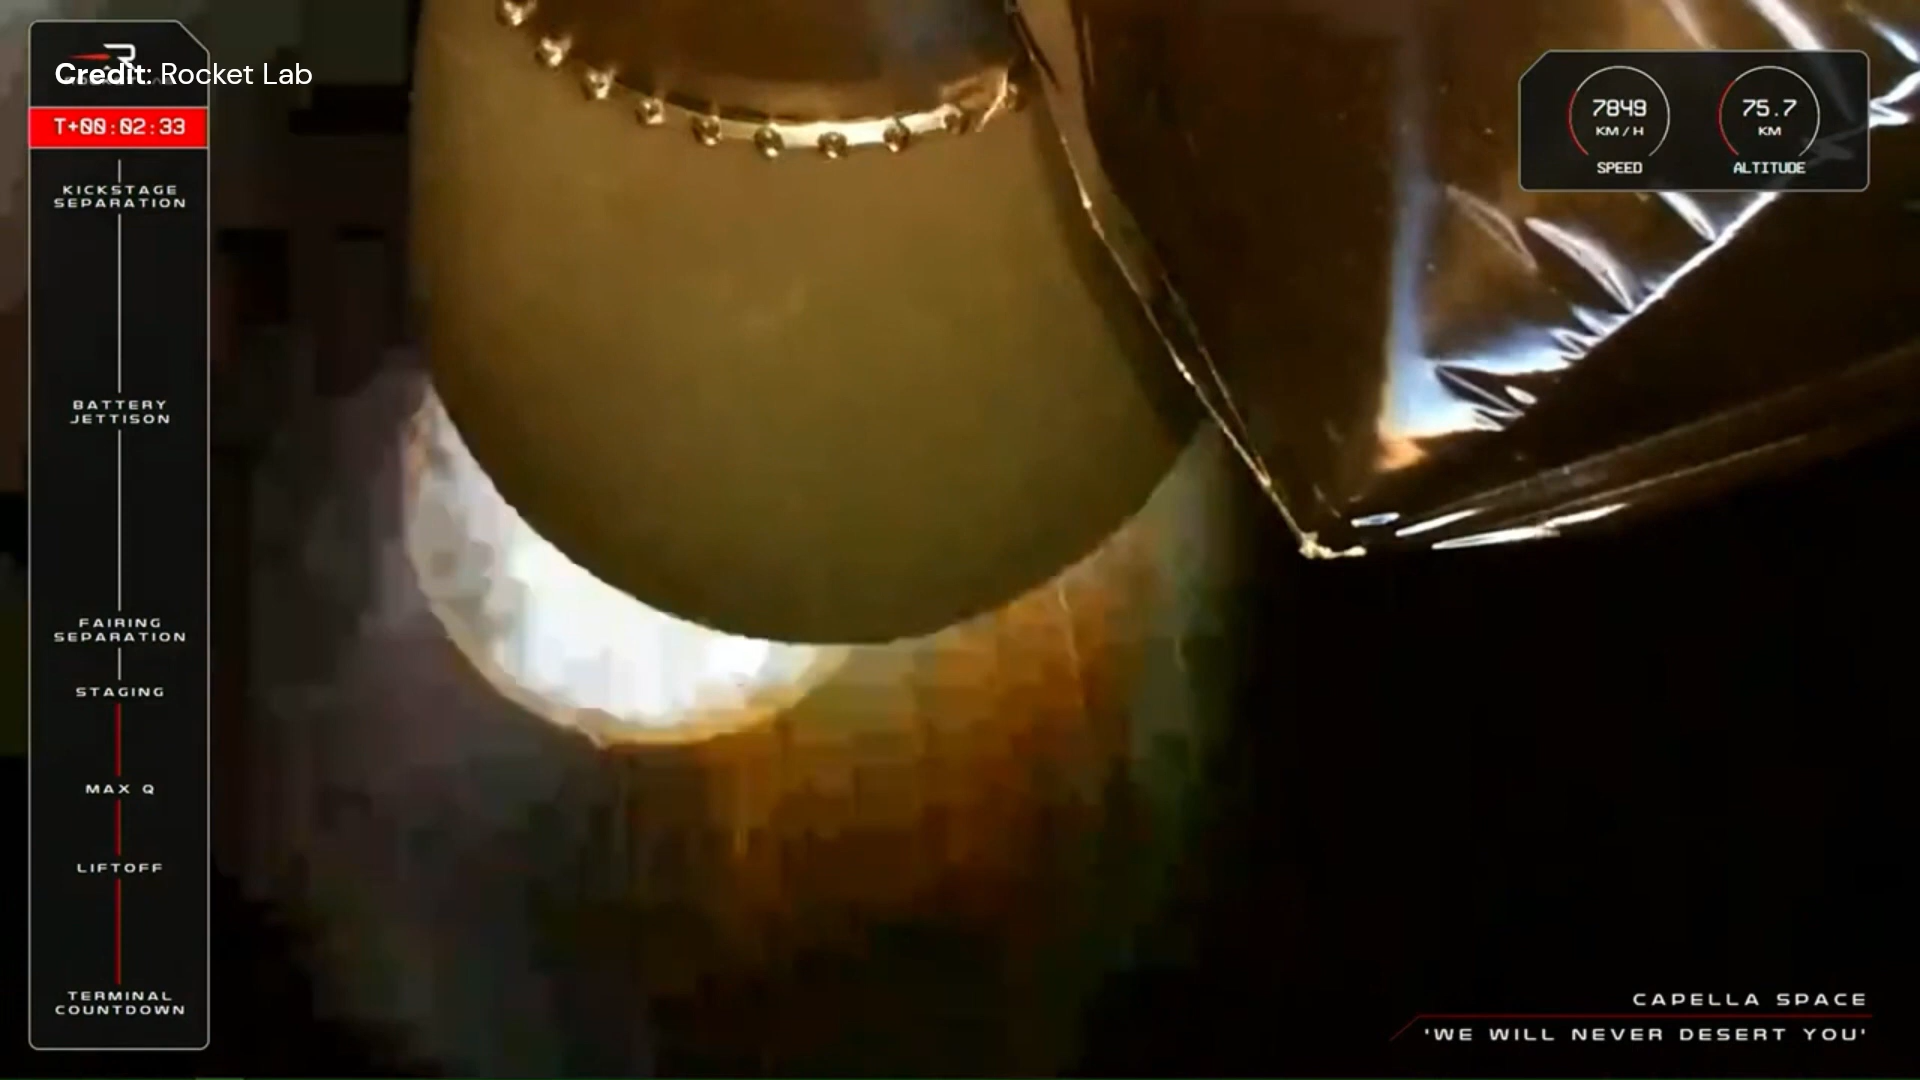 Credit: Rocket Lab
T+00:02:33
KICKSTAGE
SEPARATION
BATTERY
JETTISON
FAIRING
SEPARATION
STAGING
MAX Q
LIFTOFF
TERMINAL
COUNTDOWN
7849
KM/H
SPEED
75.7
KM
ALTITUDE
CAPELLA SPACE
'WE WILL NEVER DESERT YOU'